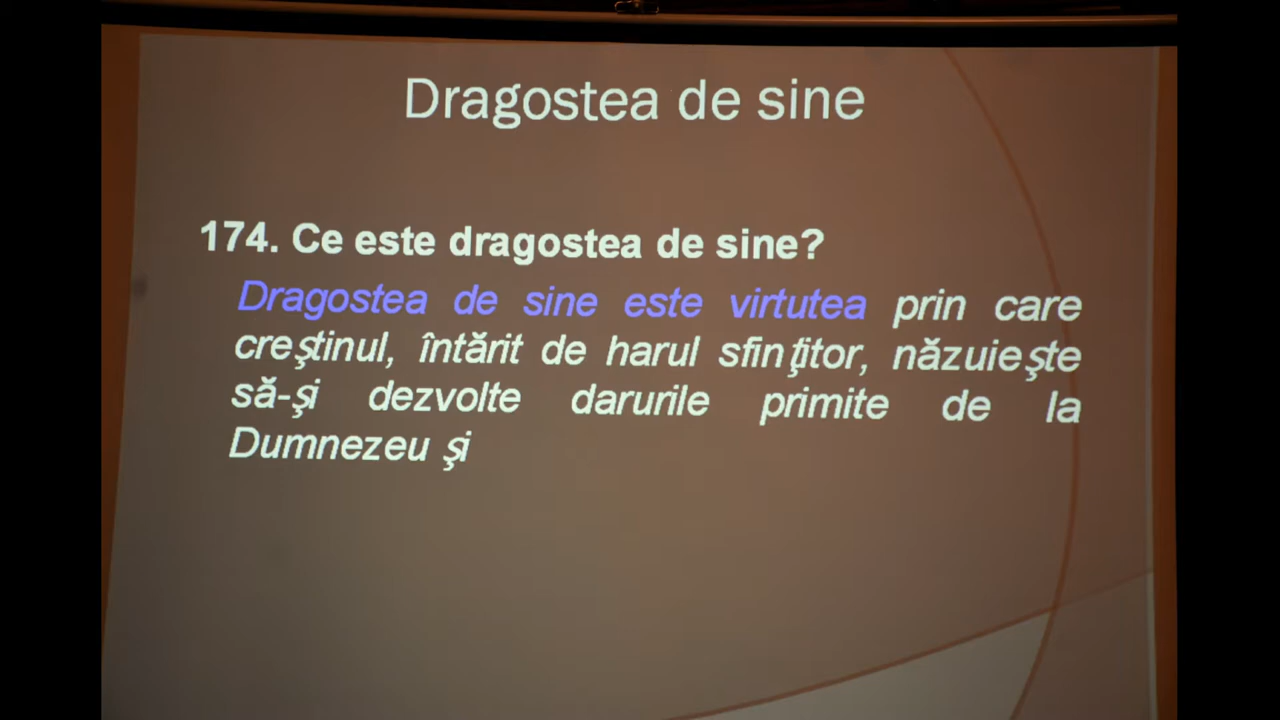 Dragostea de sine
174. Ce este dragostea de sine?
Dragostea de sine este virtutea prin care
creştinul, întărit de harul sfinţitor, năzuieşte
să-şi dezvolte darurile primite de la
Dumnezeu şi